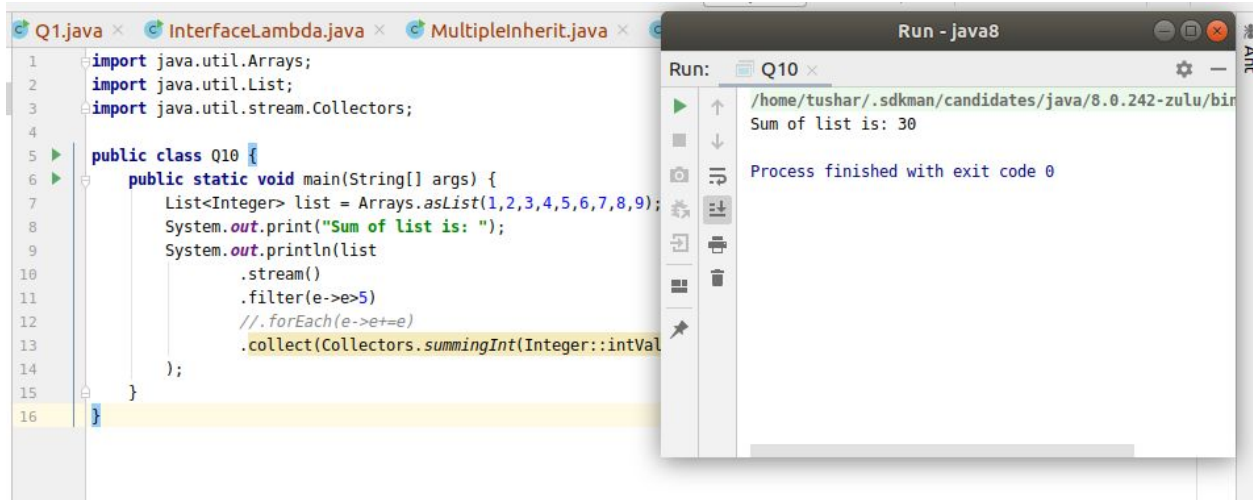 Q1.java × InterfaceLambda.java × MultipleInherit.java ×
1 import java.util.Arrays;
2 import java.util.List;
3 import java.util.stream.Collectors;
4
5 public class Q10 {
6 public static void main(String[] args) {
7 List<Integer> list = Arrays.asList(1,2,3,4,5,6,7,8,9);
8 System.out.print("Sum of list is: ");
9 System.out.println(list
10 .stream()
11 .filter(e->e>5)
12 //.forEach(e->e+=e)
13 .collect(Collectors.summingInt(Integer::intVal
14 );
15 }
16 }
Run - java8
Run: Q10 ×
/home/tushar/.sdkman/candidates/java/8.0.242-zulu/bin
Sum of list is: 30
Process finished with exit code 0
Ant